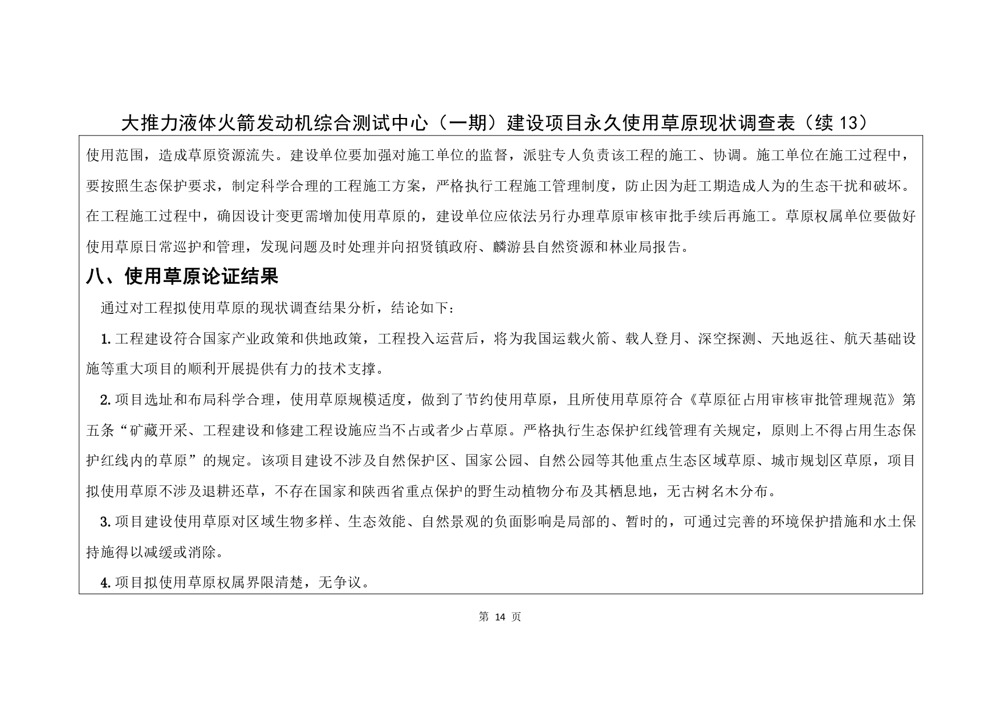 大推力液体火箭发动机综合测试中心（一期）建设项目永久使用草原现状调查表（续 13）
使用范围，造成草原资源流失。建设单位要加强对施工单位的监督，派驻专人负责该工程的施工、协调。施工单位在施工过程中，
要按照生态保护要求，制定科学合理的工程施工方案，严格执行工程施工管理制度，防止因为赶工期造成人为的生态干扰和破坏。
在工程施工过程中，确因设计变更需增加使用草原的，建设单位应依法另行办理草原审核审批手续后再施工。草原权属单位要做好
使用草原日常巡护和管理，发现问题及时处理并向招贤镇政府、麟游县自然资源和林业局报告。
八、使用草原论证结果
通过对工程拟使用草原的现状调查结果分析，结论如下：
1. 工程建设符合国家产业政策和供地政策，工程投入运营后，将为我国运载火箭、载人登月、深空探测、天地返往、航天基础设
施等重大项目的顺利开展提供有力的技术支撑。
2. 项目选址和布局科学合理，使用草原规模适度，做到了节约使用草原，且所使用草原符合《草原征占用审核审批管理规范》第
五条“矿藏开采、工程建设和修建工程设施应当不占或者少占草原。严格执行生态保护红线管理有关规定，原则上不得占用生态保
护红线内的草原”的规定。该项目建设不涉及自然保护区、国家公园、自然公园等其他重点生态区域草原、城市规划区草原，项目
拟使用草原不涉及退耕还草，不存在国家和陕西省重点保护的野生动植物分布及其栖息地，无古树名木分布。
3. 项目建设使用草原对区域生物多样、生态效能、自然景观的负面影响是局部的、暂时的，可通过完善的环境保护措施和水土保
持施得以减缓或消除。
4. 项目拟使用草原权属界限清楚，无争议。
第 14 页